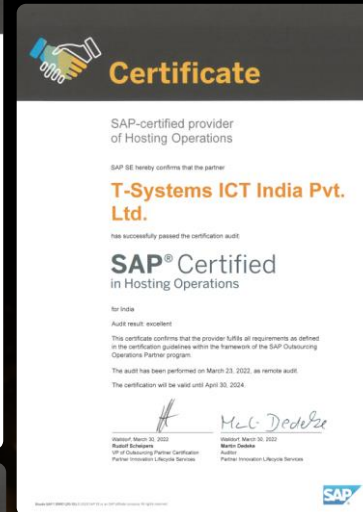 Certificate
SAP-certified provider
of Hosting Operations
SAP SE hereby confirms that the partner
T-Systems ICT India Pvt.
Ltd.
has successfully passed the certification audit:
SAP® Certified
in Hosting Operations
for India
Audit result: excellent
This certificate confirms that the provider fulfills all requirements as defined
in the certification guidelines within the framework of the SAP Outsourcing
Operations Partner program.
The audit has been performed on March 23, 2022, as remote audit.
The certification will be valid until April 30, 2024.
Walldorf, March 30, 2022
Rudolf Scheipers
VP of Outsourcing Partner Certification
Partner Innovation Lifecycle Services
Walldorf, March 30, 2022
Martin Dedeke
Auditor
Partner Innovation Lifecycle Services
SAP